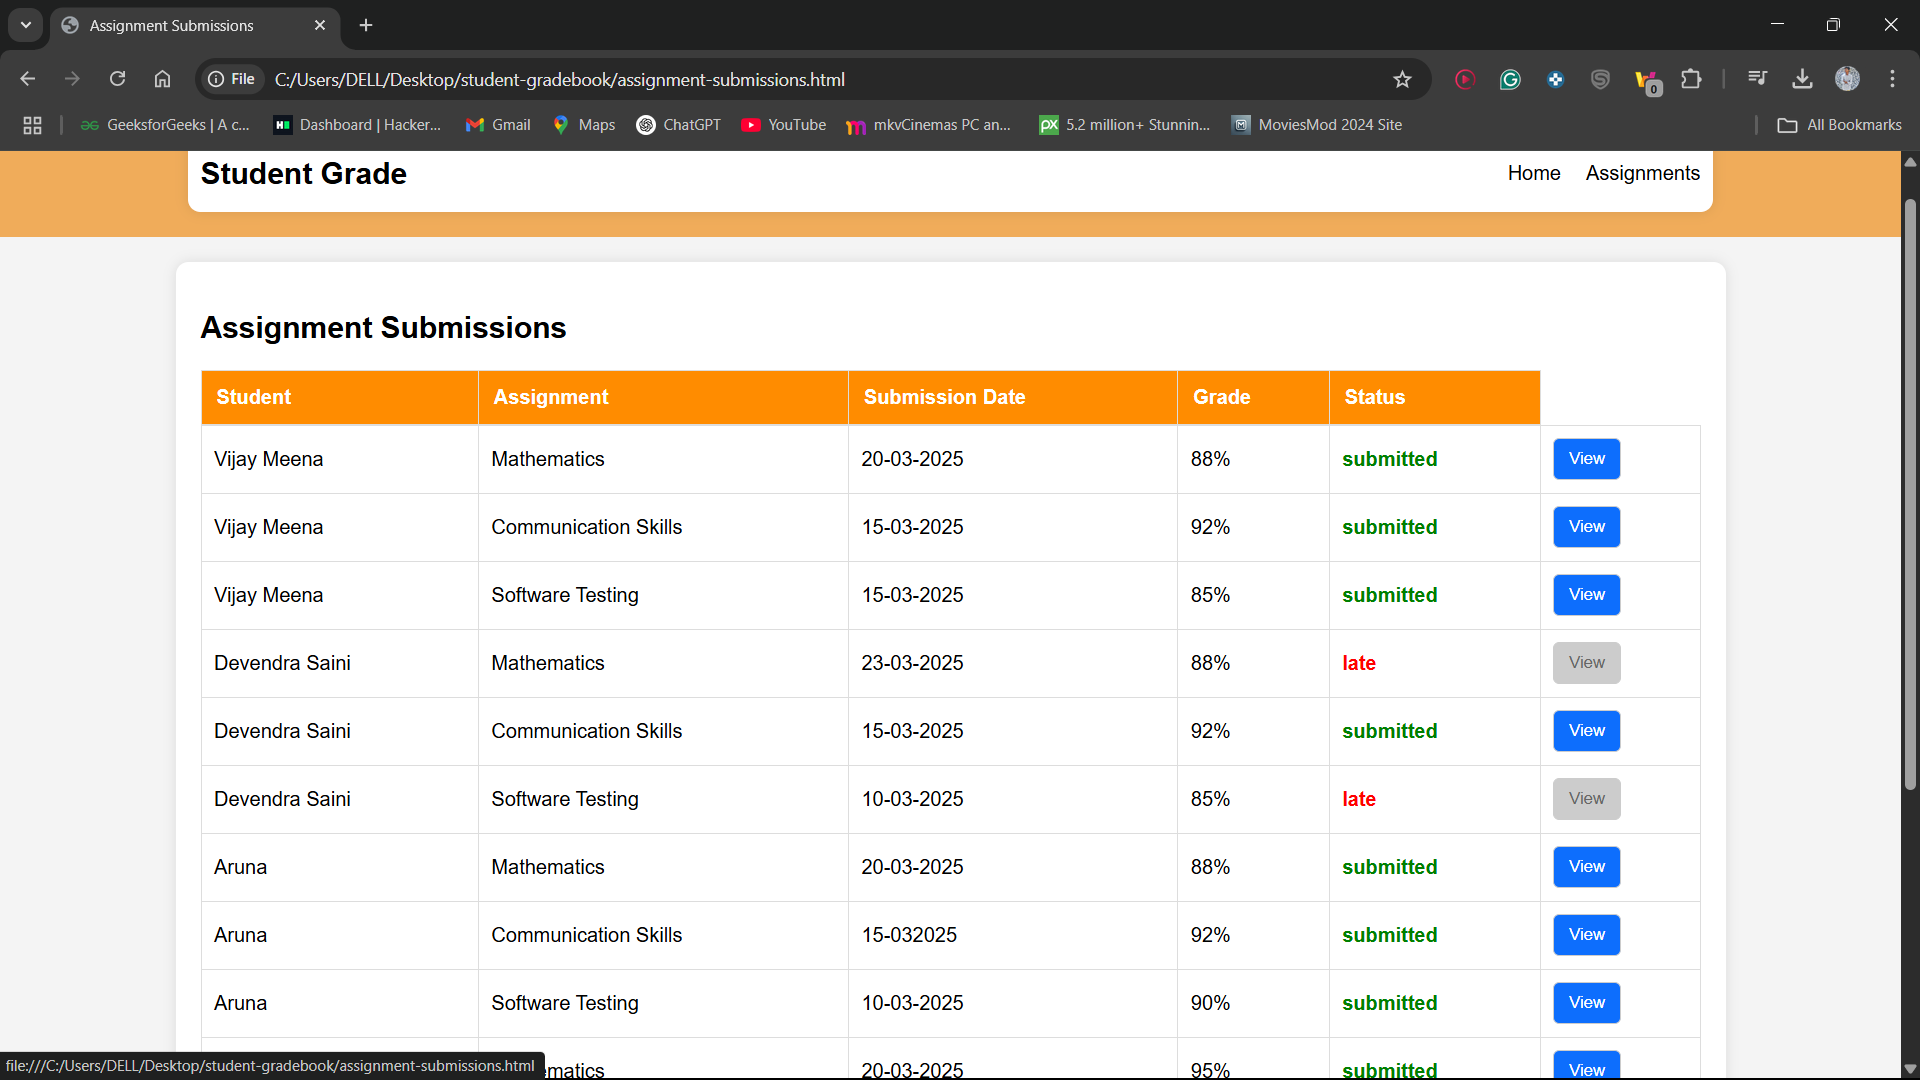 Assignment Submissions
File C:/Users/DELL/Desktop/student-gradebook/assignment-submissions.html
0
GeeksforGeeks | A c... Dashboard | Hacker... Gmail Maps ChatGPT YouTube mkvCinemas PC an... 5.2 million+ Stunnin... MoviesMod 2024 Site All Bookmarks
Student Grade Home Assignments
Assignment Submissions
Student Assignment Submission Date Grade Status
Vijay Meena Mathematics 20-03-2025 88% submitted View
Vijay Meena Communication Skills 15-03-2025 92% submitted View
Vijay Meena Software Testing 15-03-2025 85% submitted View
Devendra Saini Mathematics 23-03-2025 88% late View
Devendra Saini Communication Skills 15-03-2025 92% submitted View
Devendra Saini Software Testing 10-03-2025 85% late View
Aruna Mathematics 20-03-2025 88% submitted View
Aruna Communication Skills 15-032025 92% submitted View
Aruna Software Testing 10-03-2025 90% submitted View
ematics 20-03-2025 95% submitted View
file:///C:/Users/DELL/Desktop/student-gradebook/assignment-submissions.html